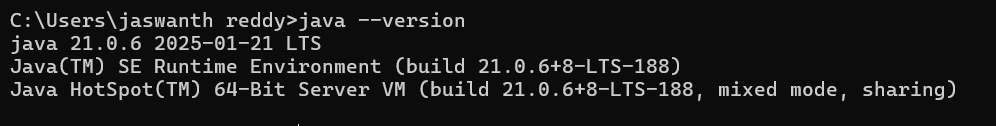 C:\Users\jaswanth reddy>java --version
java 21.0.6 2025-01-21 LTS
Java(TM) SE Runtime Environment (build 21.0.6+8-LTS-188)
Java HotSpot(TM) 64-Bit Server VM (build 21.0.6+8-LTS-188, mixed mode, sharing)